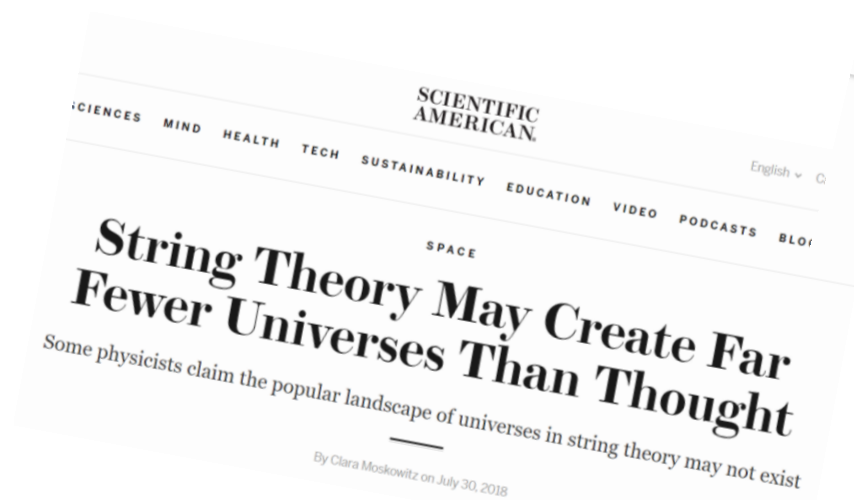 SCIENTIFIC
AMERICAN
English
SCIENCES MIND HEALTH TECH SUSTAINABILITY EDUCATION VIDEO PODCASTS
SPACE
String Theory May Create Far
Fewer Universes Than Thought
Some physicists claim the popular landscape of universes in string theory may not exist
By Clara Moskowitz on July 30, 2018